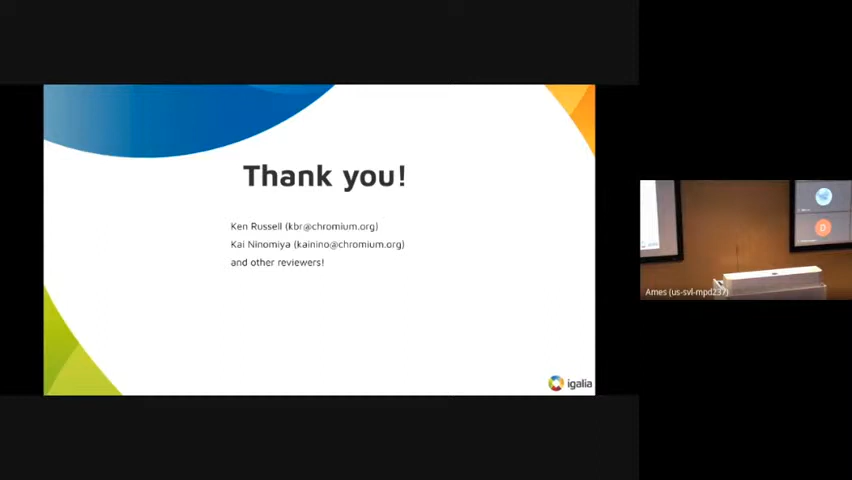 Thank you!
Ken Russell (kbr@chromium.org)
Kai Ninomiya (kainino@chromium.org)
and other reviewers!
igalia
D
Ames (us-svl-mpd237)